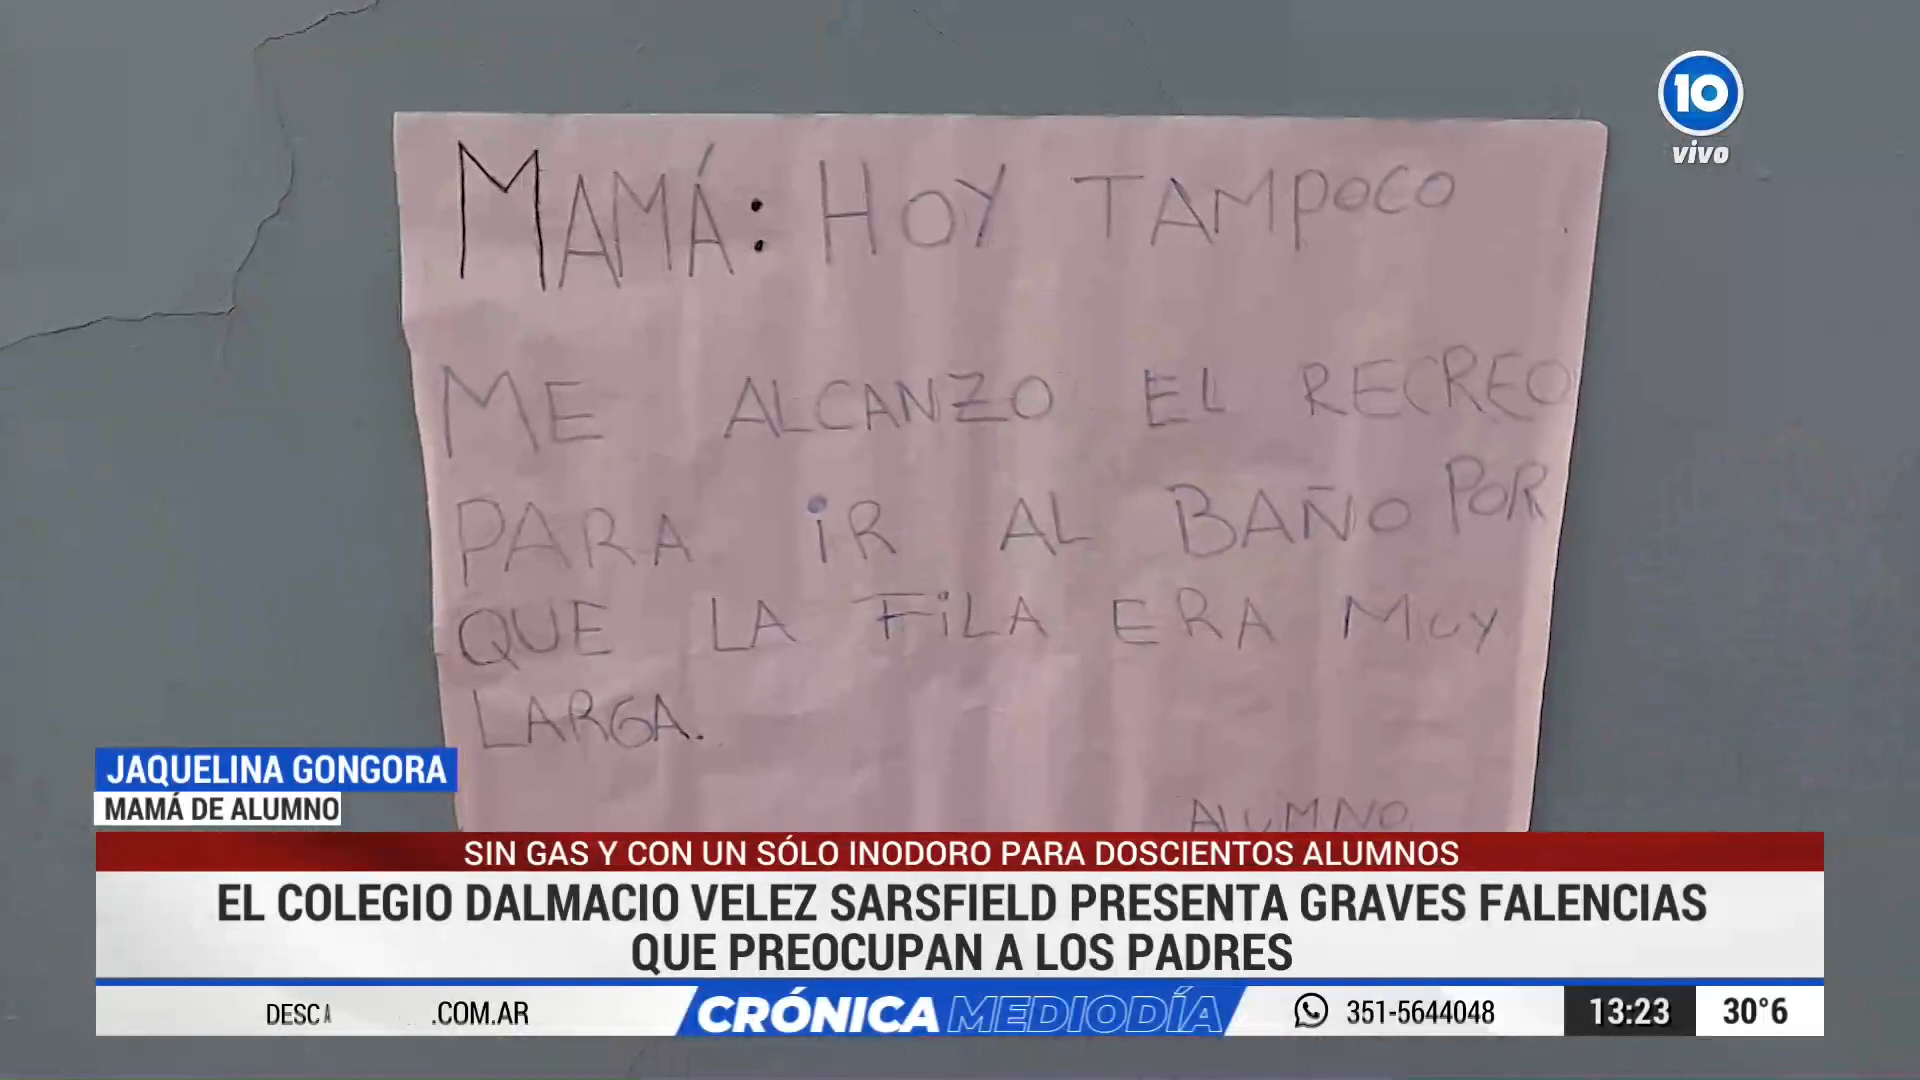 10
vivo
MAMÁ: HOY TAMPOCO
ME ALCANZO EL RECREO
PARA IR AL BAÑO POR
QUE LA FILA ERA MUY
LARGA.
ALUMNO
JAQUELINA GONGORA
MAMÁ DE ALUMNO
SIN GAS Y CON UN SÓLO INODORO PARA DOSCIENTOS ALUMNOS
EL COLEGIO DALMACIO VELEZ SARSFIELD PRESENTA GRAVES FALENCIAS
QUE PREOCUPAN A LOS PADRES
DESCA .COM.AR CRÓNICA MEDIODÍA 351-5644048 13:23 30°6